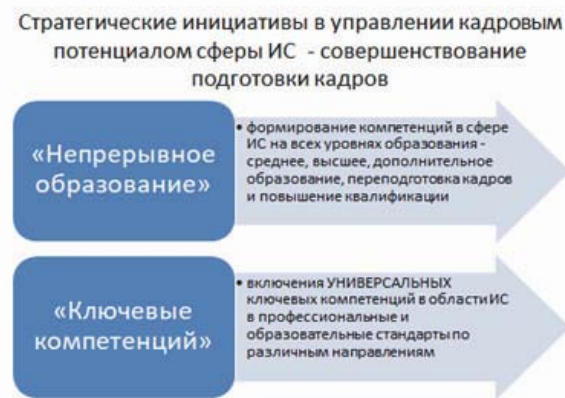 Стратегические инициативы в управлении кадровым
потенциалом сферы ИС - совершенствование
подготовки кадров
«Непрерывное
образование»
• формирование компетенций в сфере
ИС на всех уровнях образования -
среднее, высшее, дополнительное
образование, переподготовка кадров
и повышение квалификации
«Ключевые
компетенций»
• включения УНИВЕРСАЛЬНЫХ
ключевых компетенций в области ИС
в профессиональные и
образовательные стандарты по
различным направлениям